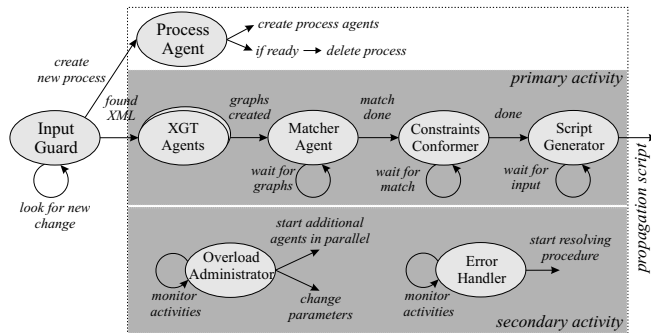 create process agents
Process
Agent
if ready
delete process
create
new process
primary activity
found
XML
graphs
created
match
done
done
Input
Guard
XGT
Agents
Matcher
Agent
Constraints
Conformer
Script
Generator
wait for
graphs
wait for
match
wait for
input
look for new
change
propagation script
start additional
agents in parallel
Overload
Administrator
monitor
activities
change
parameters
Error
Handler
start resolving
procedure
monitor
activities
secondary activity